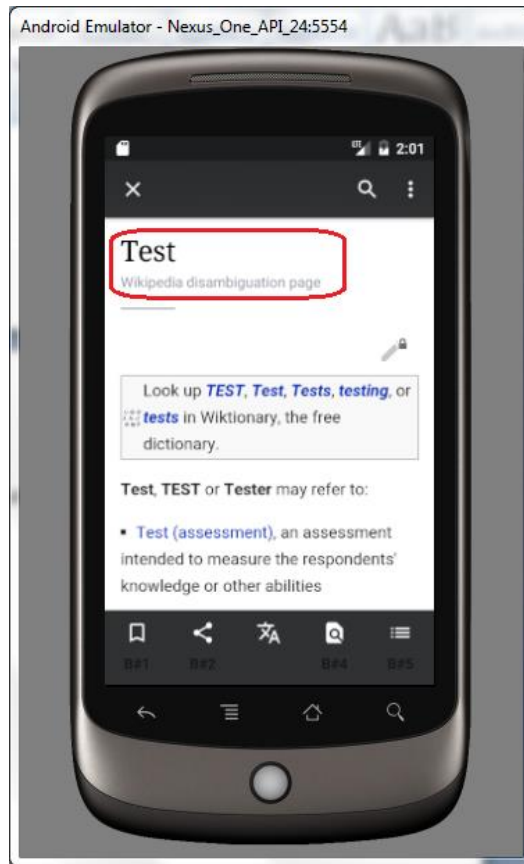 Android Emulator - Nexus_One_API_24:5554
LTE 2:01
Test
Wikipedia disambiguation page
Look up TEST, Test, Tests, testing, or
tests in Wiktionary, the free
dictionary.
Test, TEST or Tester may refer to:
▪ Test (assessment), an assessment
intended to measure the respondents'
knowledge or other abilities
B#1 B#2 B#4 B#5